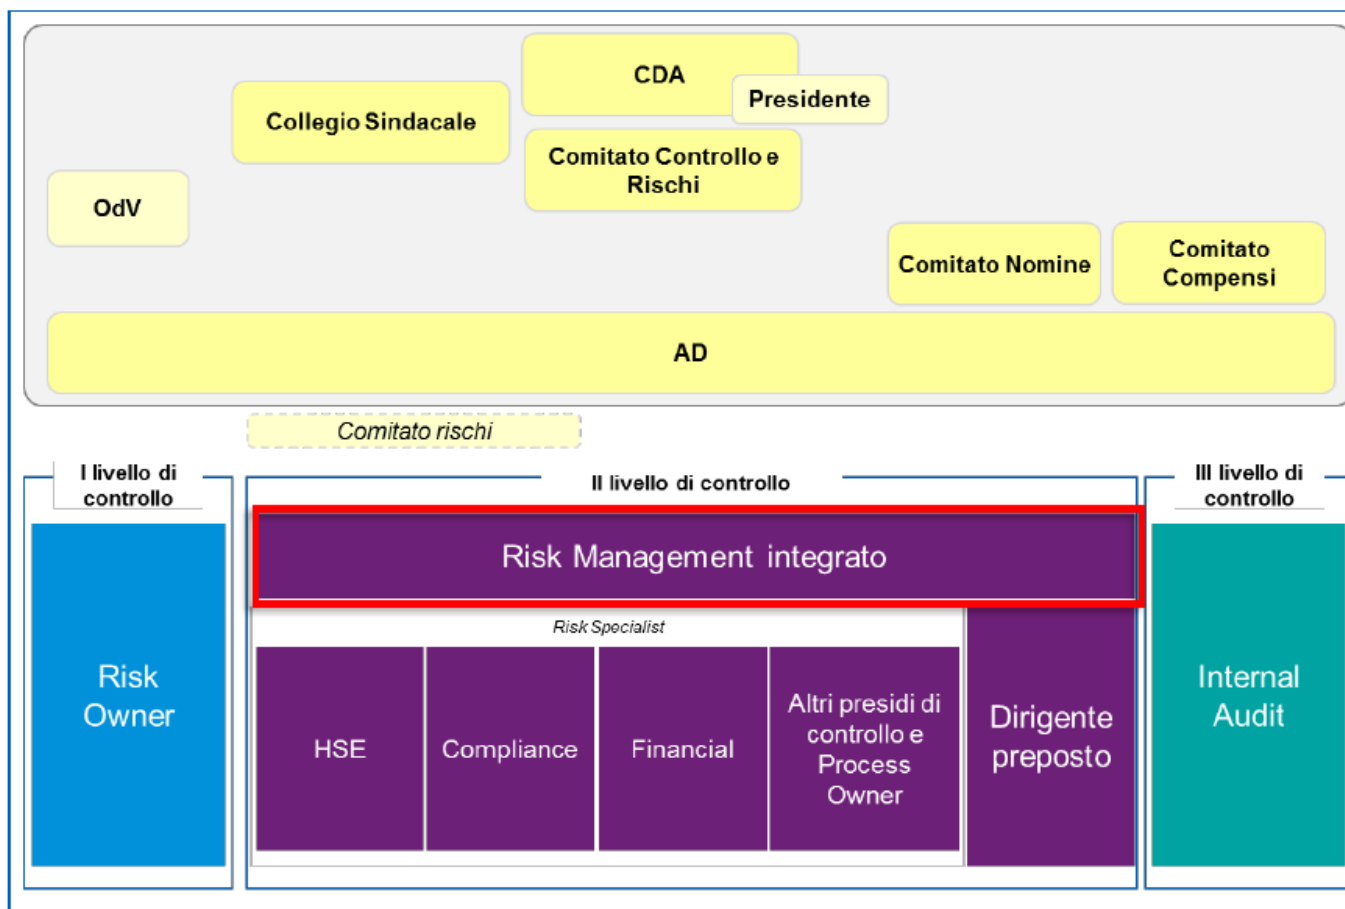 CDA
Presidente
Collegio Sindacale
Comitato Controllo e
Rischi
OdV
Comitato Nomine
Comitato
Compensi
AD
Comitato rischi
I livello di
controllo
II livello di controllo
III livello di
controllo
Risk Management integrato
Risk Specialist
Risk
Owner
HSE
Compliance
Financial
Altri presidi di
controllo e
Process
Owner
Dirigente
preposto
Internal
Audit